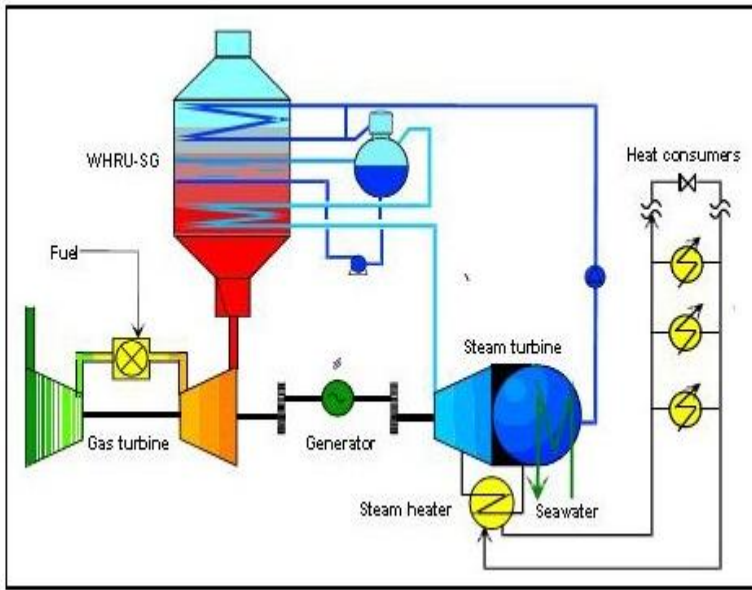 WHRU-SG
Heat consumers
Fuel
Steam turbine
Gas turbine
Generator
Steam heater
Seawater